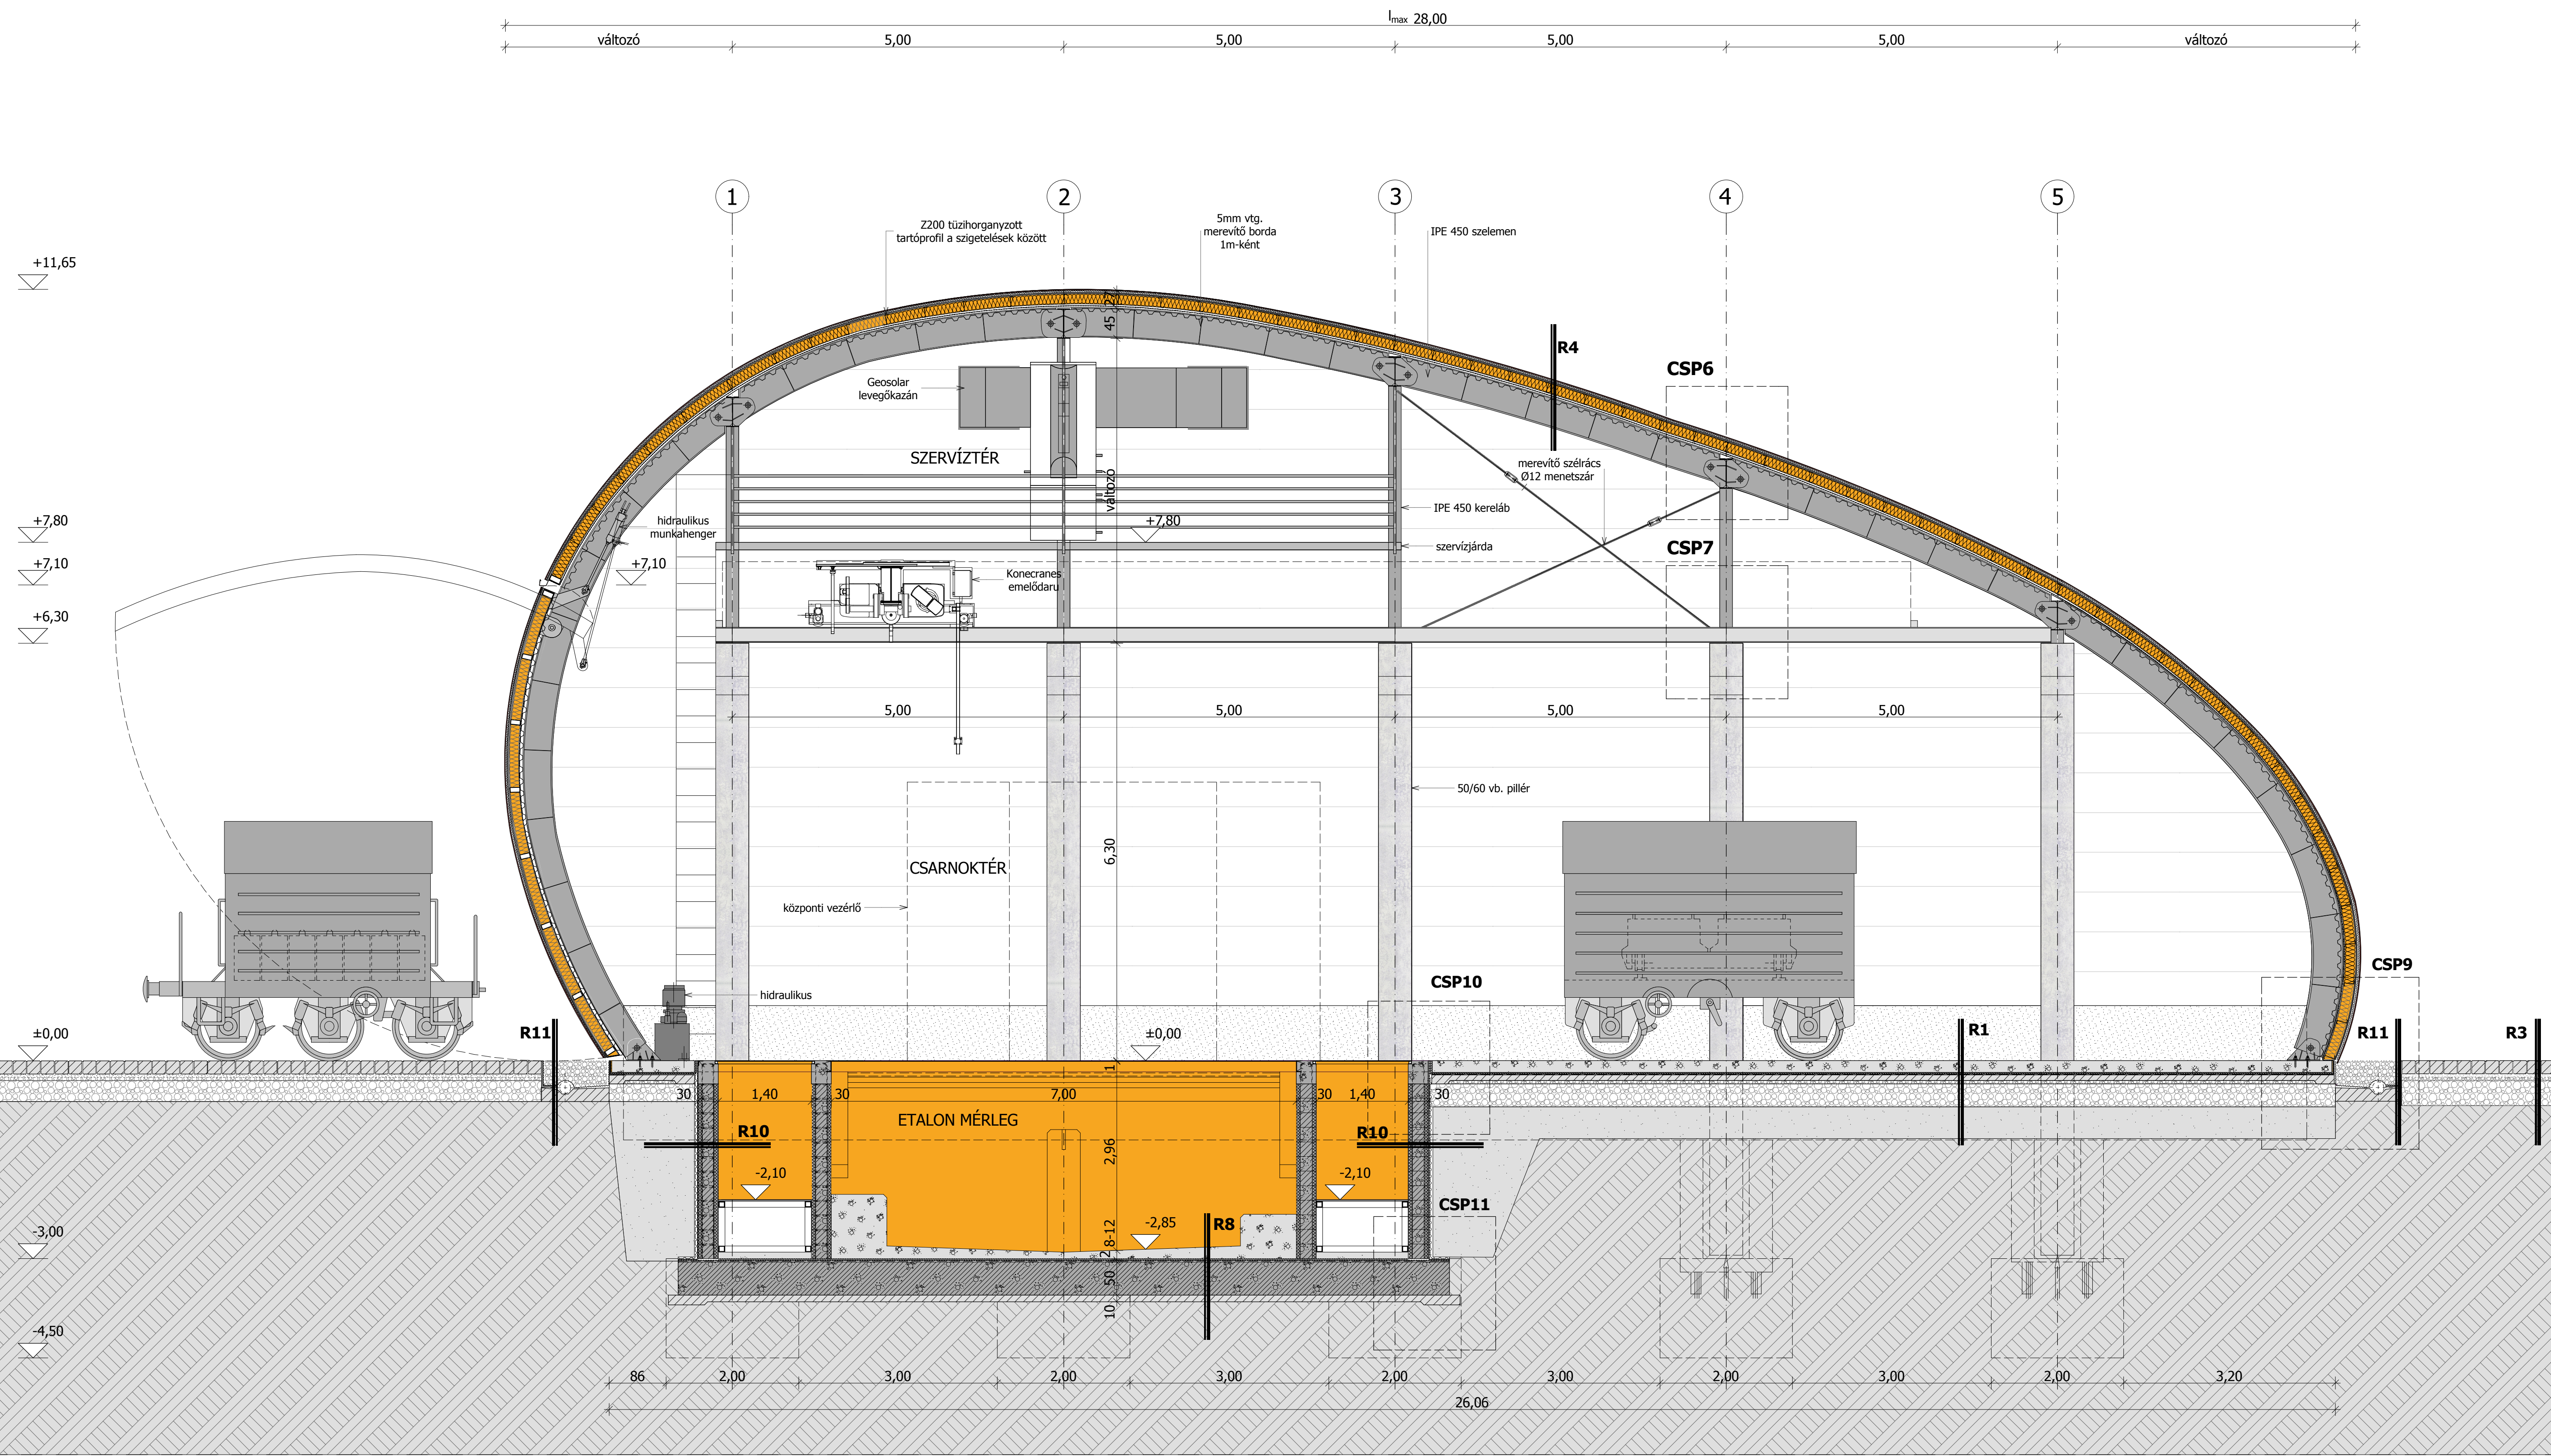 lmax 28,00
változó 5,00 5,00 5,00 5,00 változó
1 2 3 4 5
Z200 tüzihorganyzott
tartóprofil a szigetelések között
5mm vtg.
merevítő borda
1m-ként
IPE 450 szelemen
+11,65
45 27
R4
CSP6
Geosolar
levegőkazán
SZERVÍZTÉR
merevítő szélrács
Ø12 menetszár
változó
IPE 450 kereláb
+7,80
hidraulikus
munkahenger
+7,80
szervízjárda
CSP7
+7,10
+7,10
Konecranes
emelődaru
+6,30
5,00 5,00 5,00 5,00
50/60 vb. pillér
6,30
CSARNOKTÉR
központi vezérlő
CSP9
CSP10
hidraulikus
±0,00
R11
±0,00
R1
R11
R3
1
30 1,40 30 7,00 30 1,40 30
ETALON MÉRLEG
R10
R10
2,96
-2,10
-2,10
CSP11
-3,00
-2,85
R8
2 8-12
50
10
-4,50
86 2,00 3,00 2,00 3,00 2,00 3,00 2,00 3,00 2,00 3,20
26,06